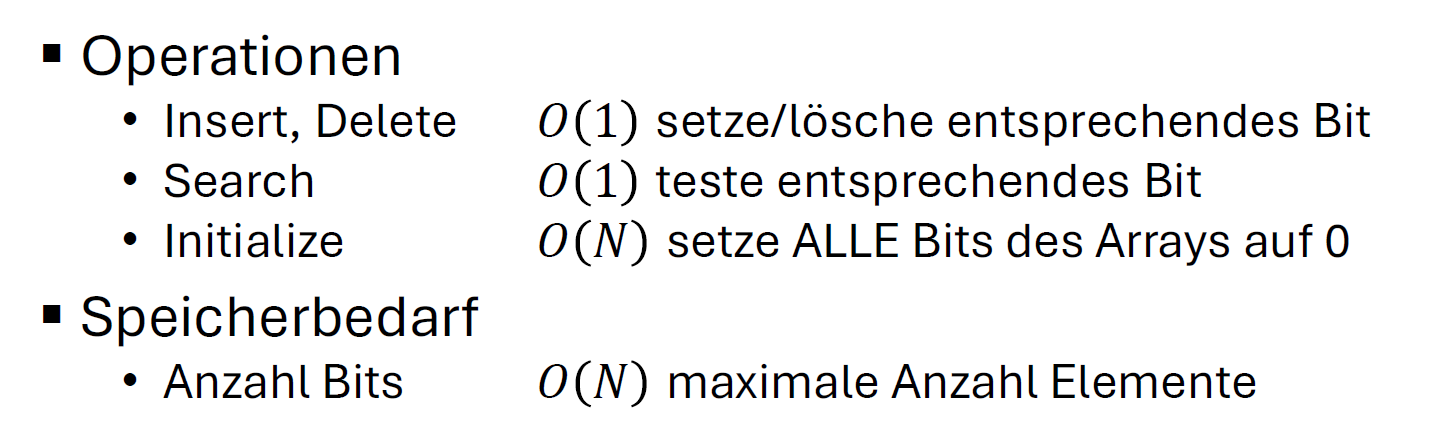 ▪ Operationen
• Insert, Delete O(1) setze/lösche entsprechendes Bit
• Search O(1) teste entsprechendes Bit
• Initialize O(N) setze ALLE Bits des Arrays auf 0
▪ Speicherbedarf
• Anzahl Bits O(N) maximale Anzahl Elemente